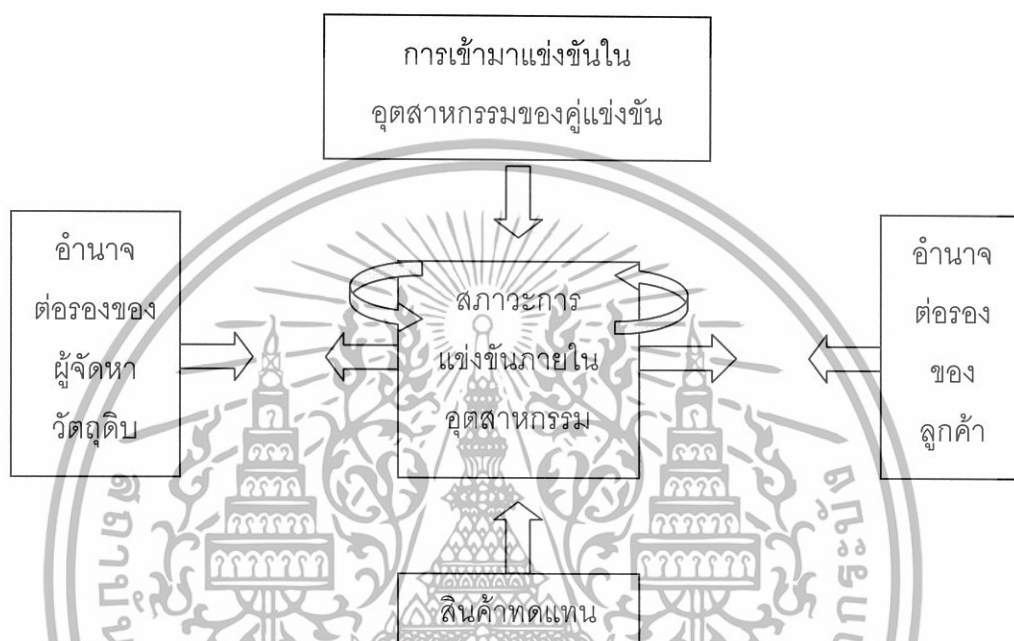 การเข้ามาแข่งขันใน
อุตสาหกรรมของคู่แข่งขัน
อำนาจ
ต่อรองของ
ผู้จัดหา
วัตถุดิบ
สภาวะการ
แข่งขันภายใน
อุตสาหกรรม
อำนาจ
ต่อรอง
ของ
ลูกค้า
สินค้าทดแทน